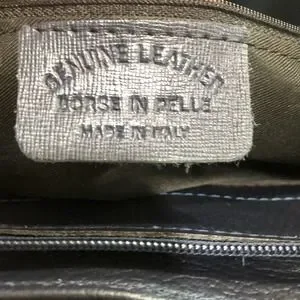 GENUINE LEATHER
BORSE IN PELLE
MADE IN ITALY